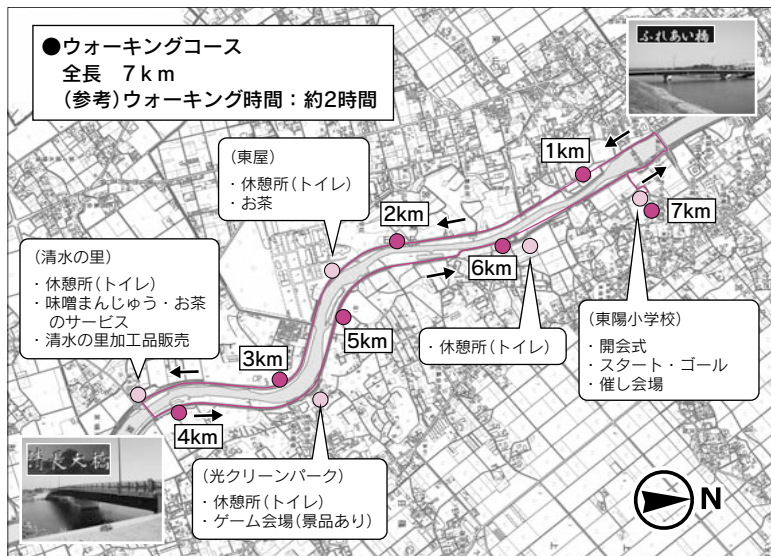 ●ウォーキングコース
全長　7ｋｍ
(参考)ウォーキング時間：約2時間
ふれあい橋
1km
(東屋)
・休憩所(トイレ)
・お茶
2km
7km
6km
(清水の里)
・休憩所(トイレ)
・味噌まんじゅう・お茶
のサービス
・清水の里加工品販売
・休憩所(トイレ)
(東陽小学校)
・開会式
・スタート・ゴール
・催し会場
5km
3km
4km
(光クリーンパーク)
・休憩所(トイレ)
・ゲーム会場(景品あり)
大橋
N